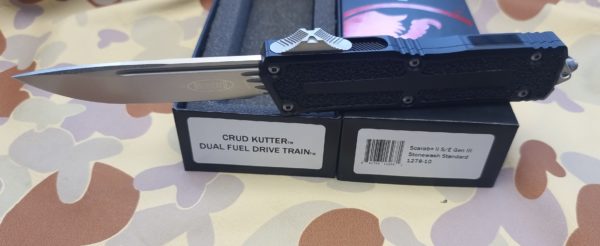 CRUD KUTTER™
DUAL FUEL DRIVE TRAIN™
Scarab® II S/E Gen III
Stonewash Standard
1278-10